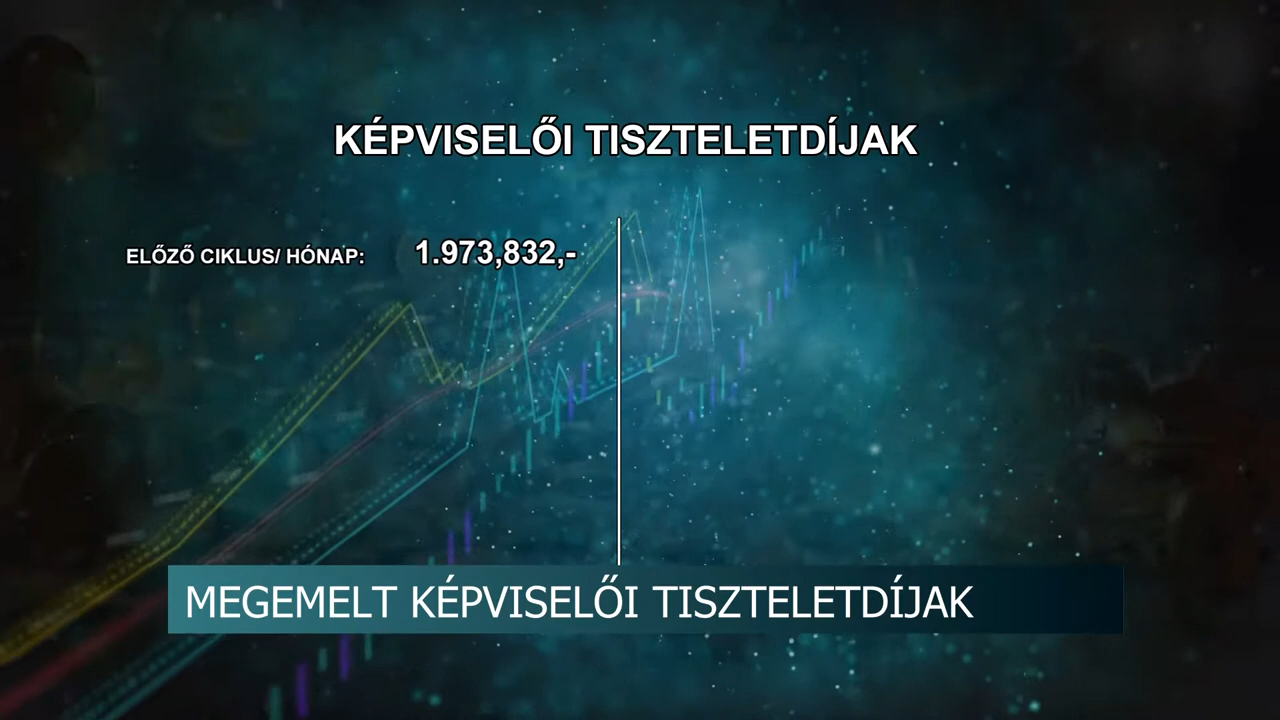 KÉPVISELŐI TISZTELETDÍJAK
ELŐZŐ CIKLUS/ HÓNAP: 1.973,832,-
MEGEMELT KÉPVISELŐI TISZTELETDÍJAK